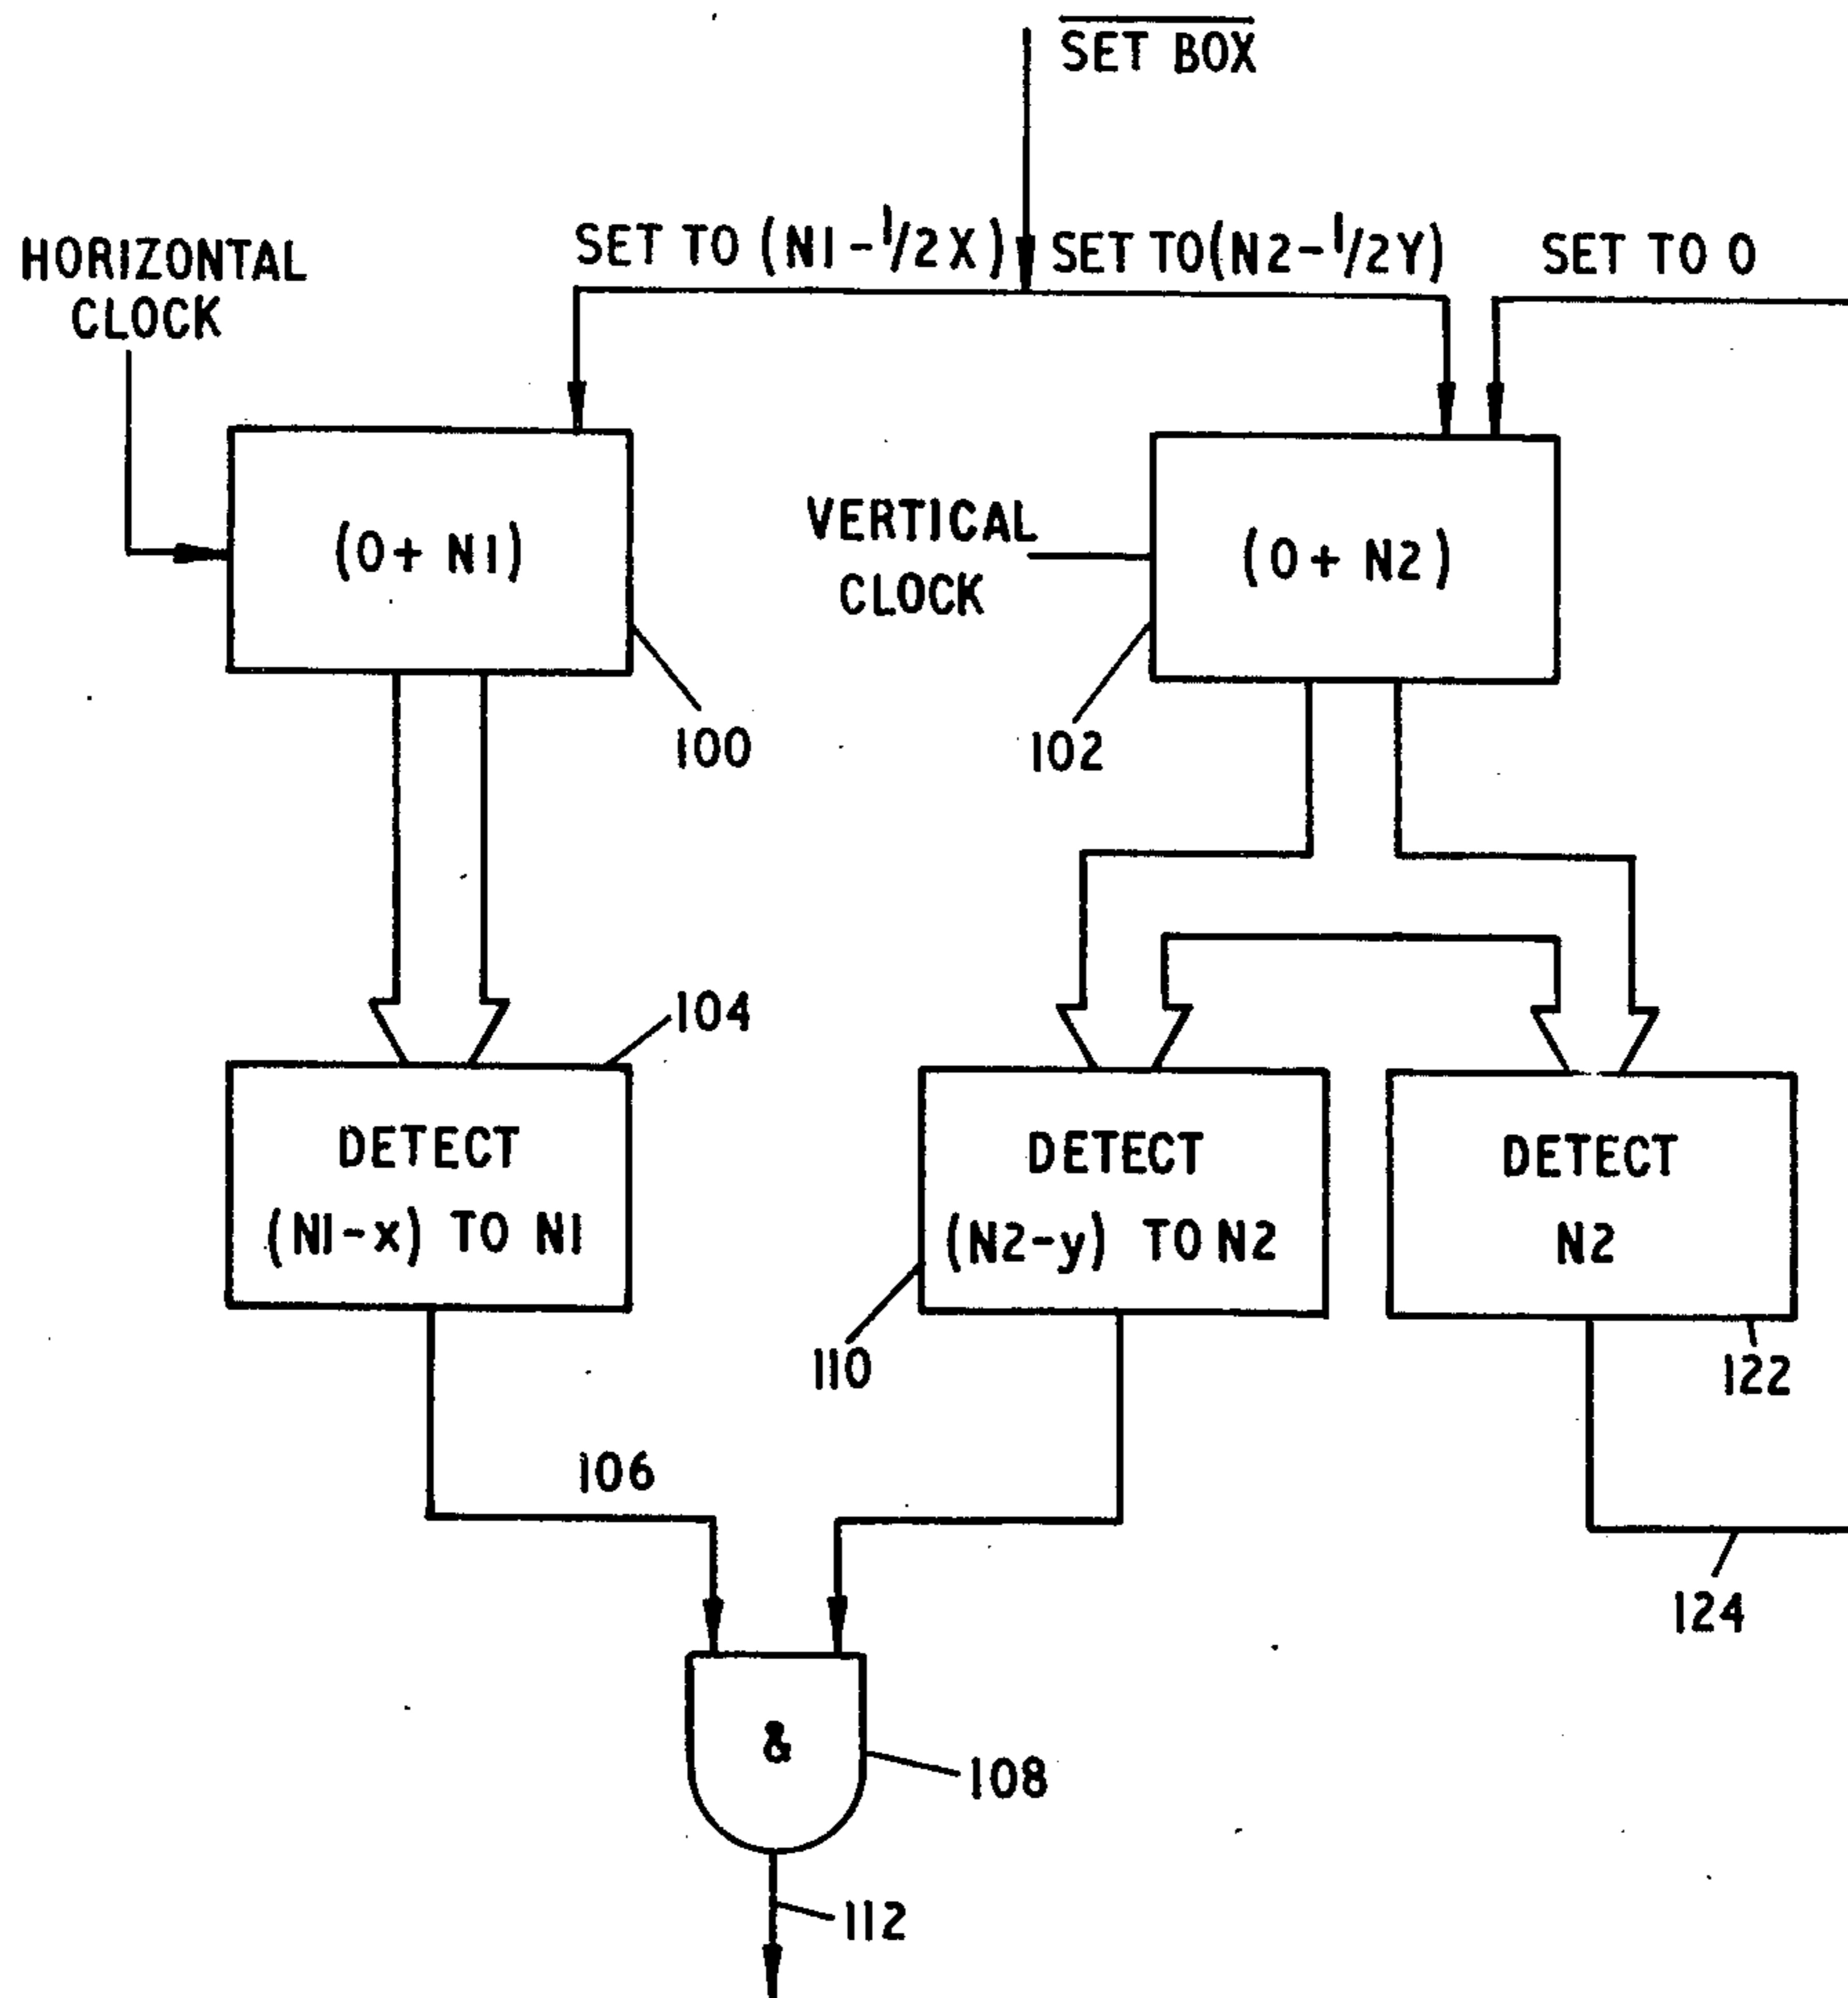 SET BOX
SET TO (N1-1/2X)
SET TO(N2-1/2Y)
SET TO 0
HORIZONTAL
CLOCK
(0+ N1)
VERTICAL
CLOCK
(0+ N2)
100
102
104
DETECT
(N1-x) TO N1
DETECT
(N2-y) TO N2
DETECT
N2
110
122
106
124
&
108
112